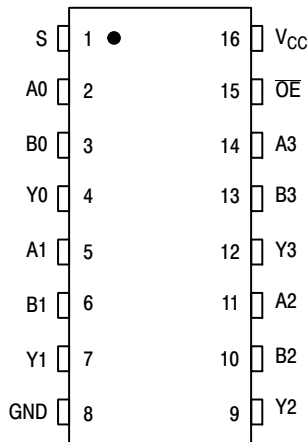 S 1 16 VCC
A0 2 15 OE
B0 3 14 A3
Y0 4 13 B3
A1 5 12 Y3
B1 6 11 A2
Y1 7 10 B2
GND 8 9 Y2